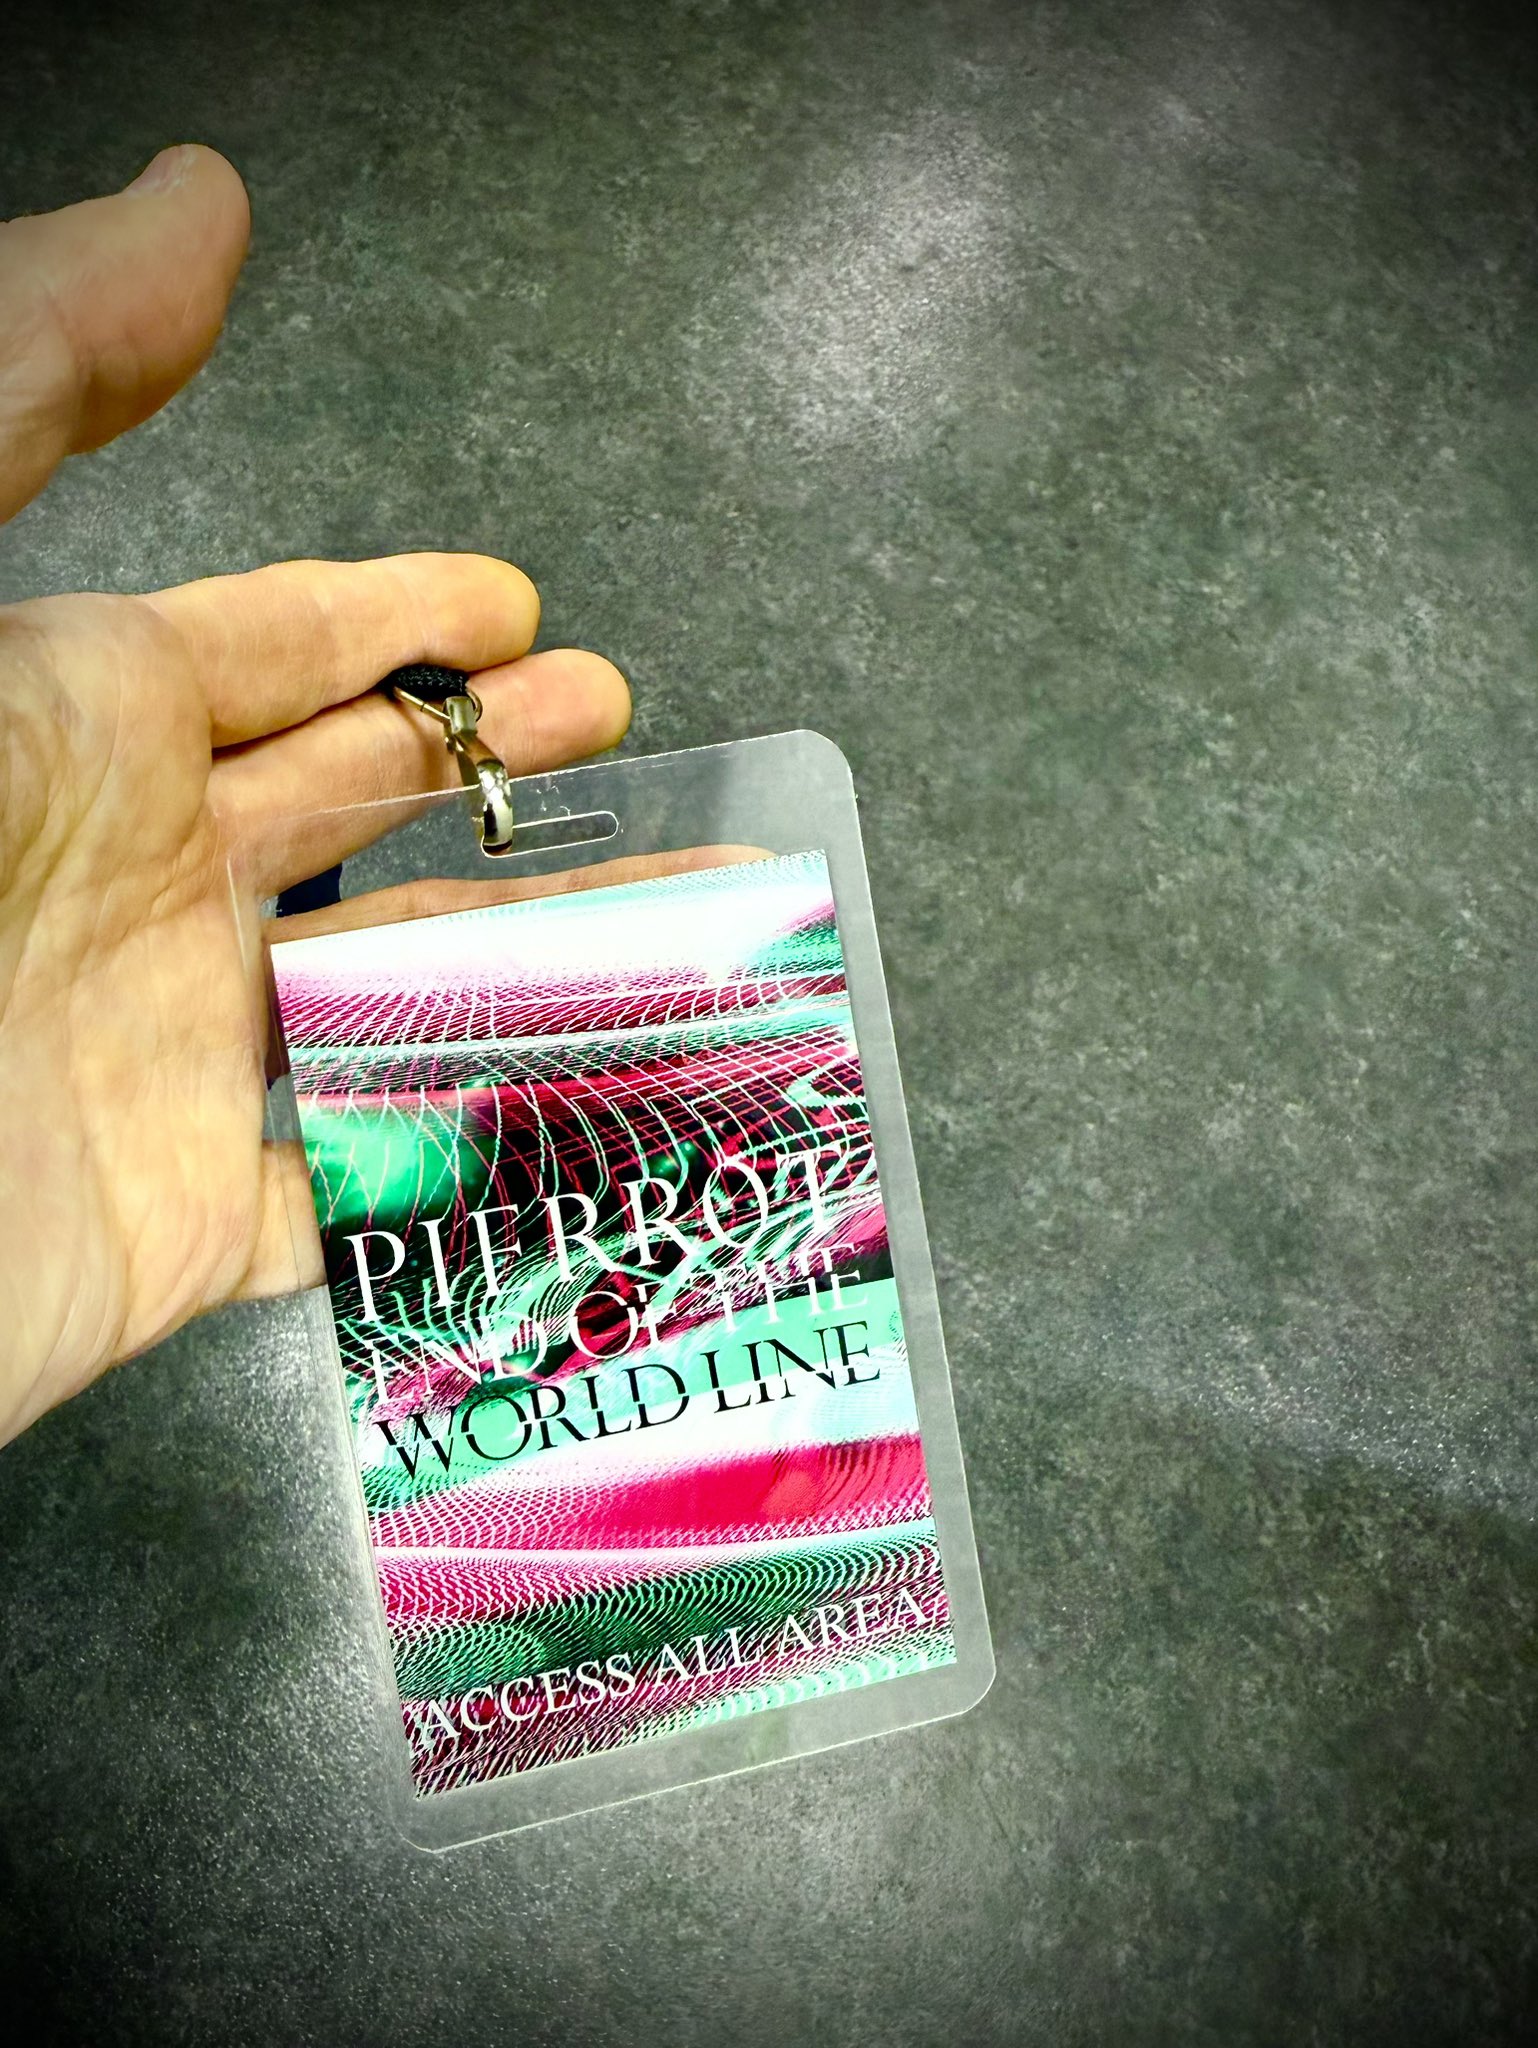 PIERROT
END OF THE
WORLD LINE
ACCESS ALL AREA